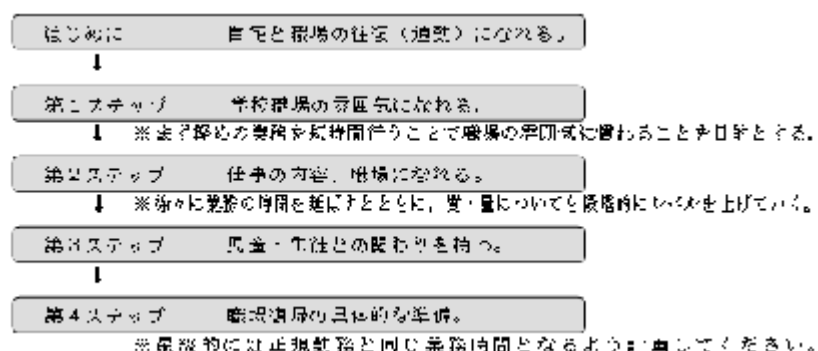 はじめに 自宅と職場の往復（通勤）になれる。
↓
第1ステップ 学校職場の雰囲気になれる。
↓ ※まず軽めの業務を短時間行うことで職場の雰囲気に慣れることを目的とする。
第2ステップ 仕事の内容、職場になれる。
↓ ※徐々に業務の時間を延ばすとともに、質・量についても段階的にレベルを上げていく。
第3ステップ 児童・生徒との関わりを持つ。
↓
第4ステップ 職場復帰の具体的な準備。
※最終的には正規勤務と同じ業務時間となるよう計画してください。